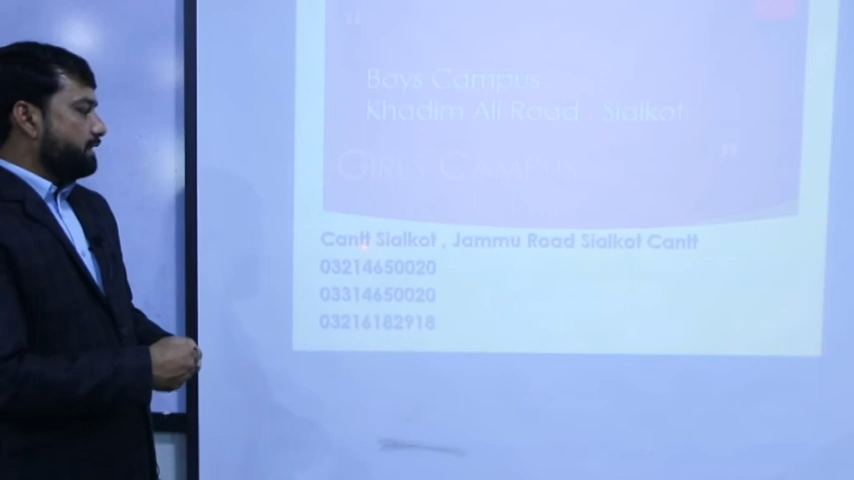 “
Boys Campus
Khadim Ali Road , Sialkot
GIRLS CAMPUS
”
Cantt Sialkot , Jammu Road Sialkot Cantt
03214650020
03314650020
03216182918